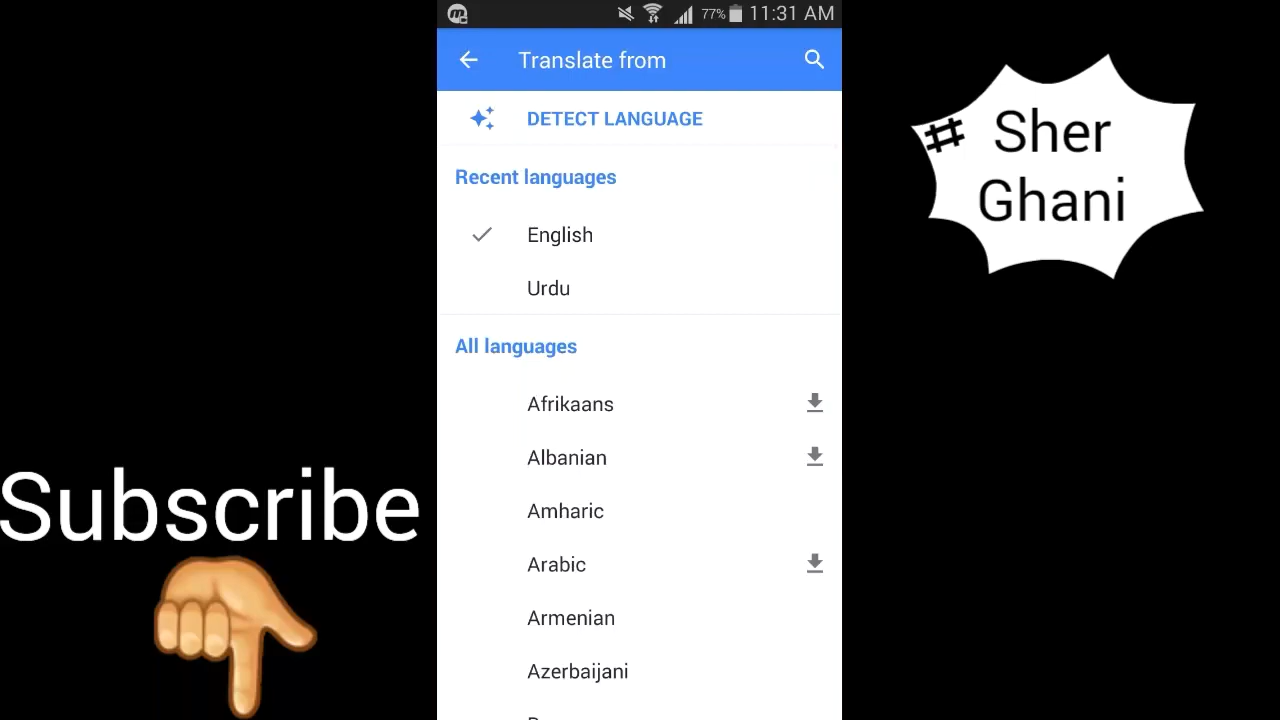 77% 11:31 AM
Translate from
DETECT LANGUAGE
Recent languages
English
Urdu
All languages
Afrikaans
Albanian
Amharic
Arabic
Armenian
Azerbaijani
# Sher
Ghani
Subscribe